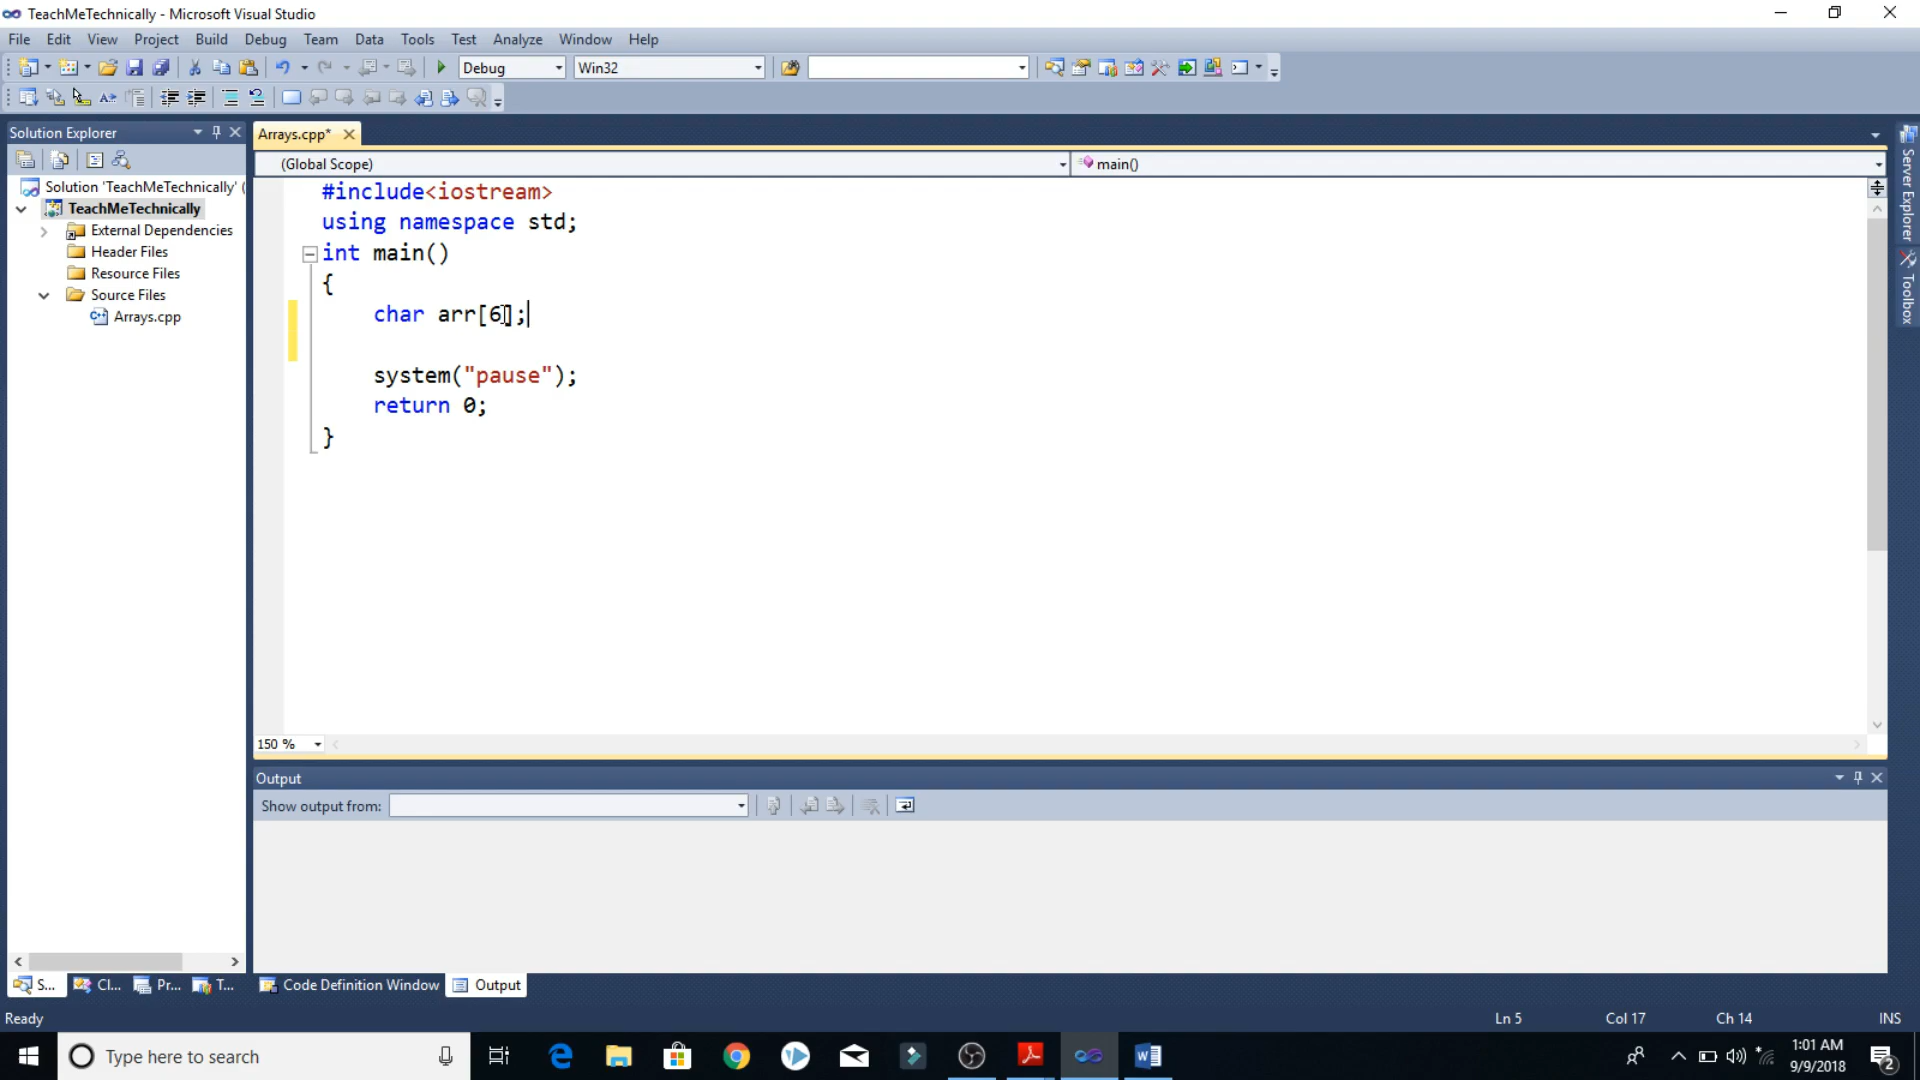 TeachMeTechnically - Microsoft Visual Studio
File Edit View Project Build Debug Team Data Tools Test Analyze Window Help
Debug Win32
Solution Explorer
Arrays.cpp*
(Global Scope) main()
Solution 'TeachMeTechnically' (
TeachMeTechnically
External Dependencies
Header Files
Resource Files
Source Files
Arrays.cpp
#include<iostream>
using namespace std;
int main()
{
char arr[6];
system("pause");
return 0;
}
Server Explorer
Toolbox
150 %
Output
Show output from:
S... Cl... Pr... T... Code Definition Window Output
Ready Ln 5 Col 17 Ch 14 INS
Type here to search
1:01 AM
9/9/2018
2